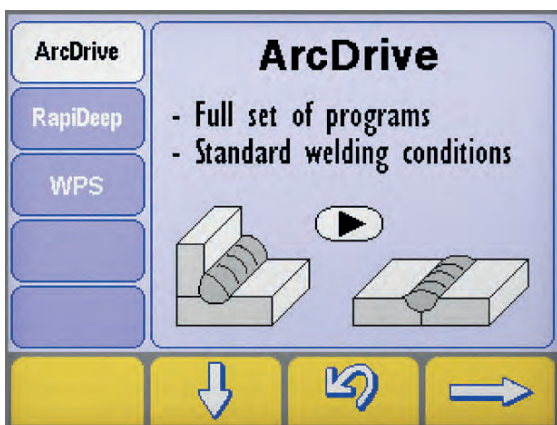 ArcDrive
RapiDeep
WPS
ArcDrive
- Full set of programs
- Standard welding conditions